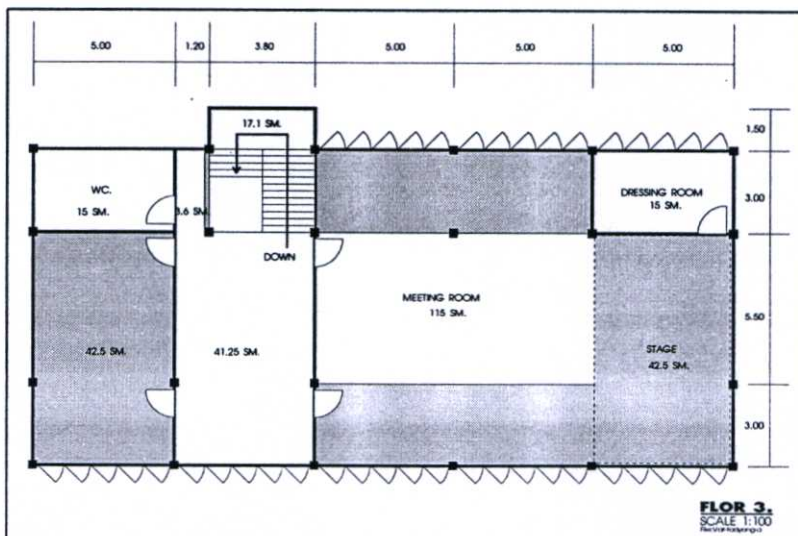 5.00 1.20 3.80 5.00 5.00 5.00
17.1 SM.
1.50
WC.
15 SM.
3.6 SM.
DRESSING ROOM
15 SM.
3.00
DOWN
MEETING ROOM
115 SM.
5.50
42.5 SM.
41.25 SM.
STAGE
42.5 SM.
3.00
FLOR 3.
SCALE 1:100